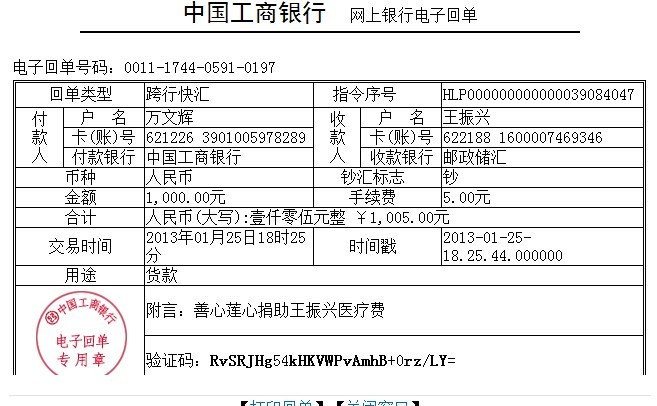 中国工商银行 网上银行电子回单
电子回单号码：0011-1744-0591-0197
回单类型 跨行快汇 指令序号 HLP000000000000039084047
付款人 户 名 万文辉 收款人 户 名 王振兴
卡(账)号 621226 3901005978289 卡(账)号 622188 1600007469346
付款银行 中国工商银行 收款银行 邮政储汇
币种 人民币 钞汇标志 钞
金额 1,000.00元 手续费 5.00元
合计 人民币(大写):壹仟零伍元整 ￥1,005.00元
交易时间 2013年01月25日18时25分 时间戳 2013-01-25-18.25.44.000000
用途 货款
中国工商银行
电子回单
专用章
附言：善心莲心捐助王振兴医疗费
验证码：RvSRJHg54kHKVWPvAmhB+0rz/LY=
【打印回单】【关闭窗口】